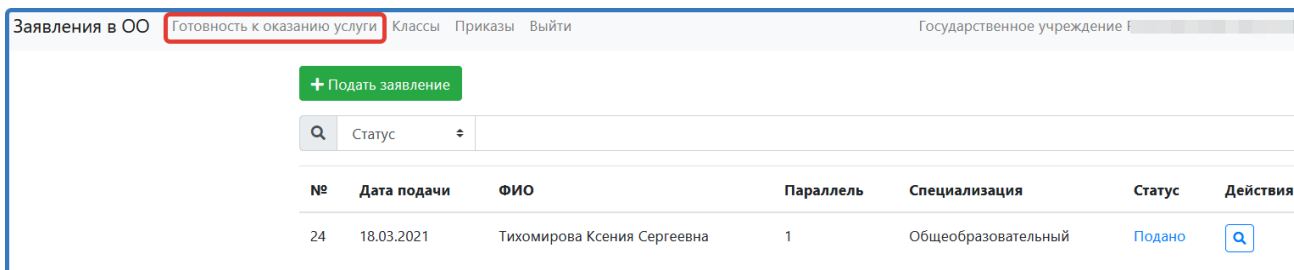 Заявления в ОО Готовность к оказанию услуги Классы Приказы Выйти Государственное учреждение
Подать заявление
Статус
№ Дата подачи ФИО Параллель Специализация Статус Действия
24 18.03.2021 Тихомирова Ксения Сергеевна 1 Общеобразовательный Подано